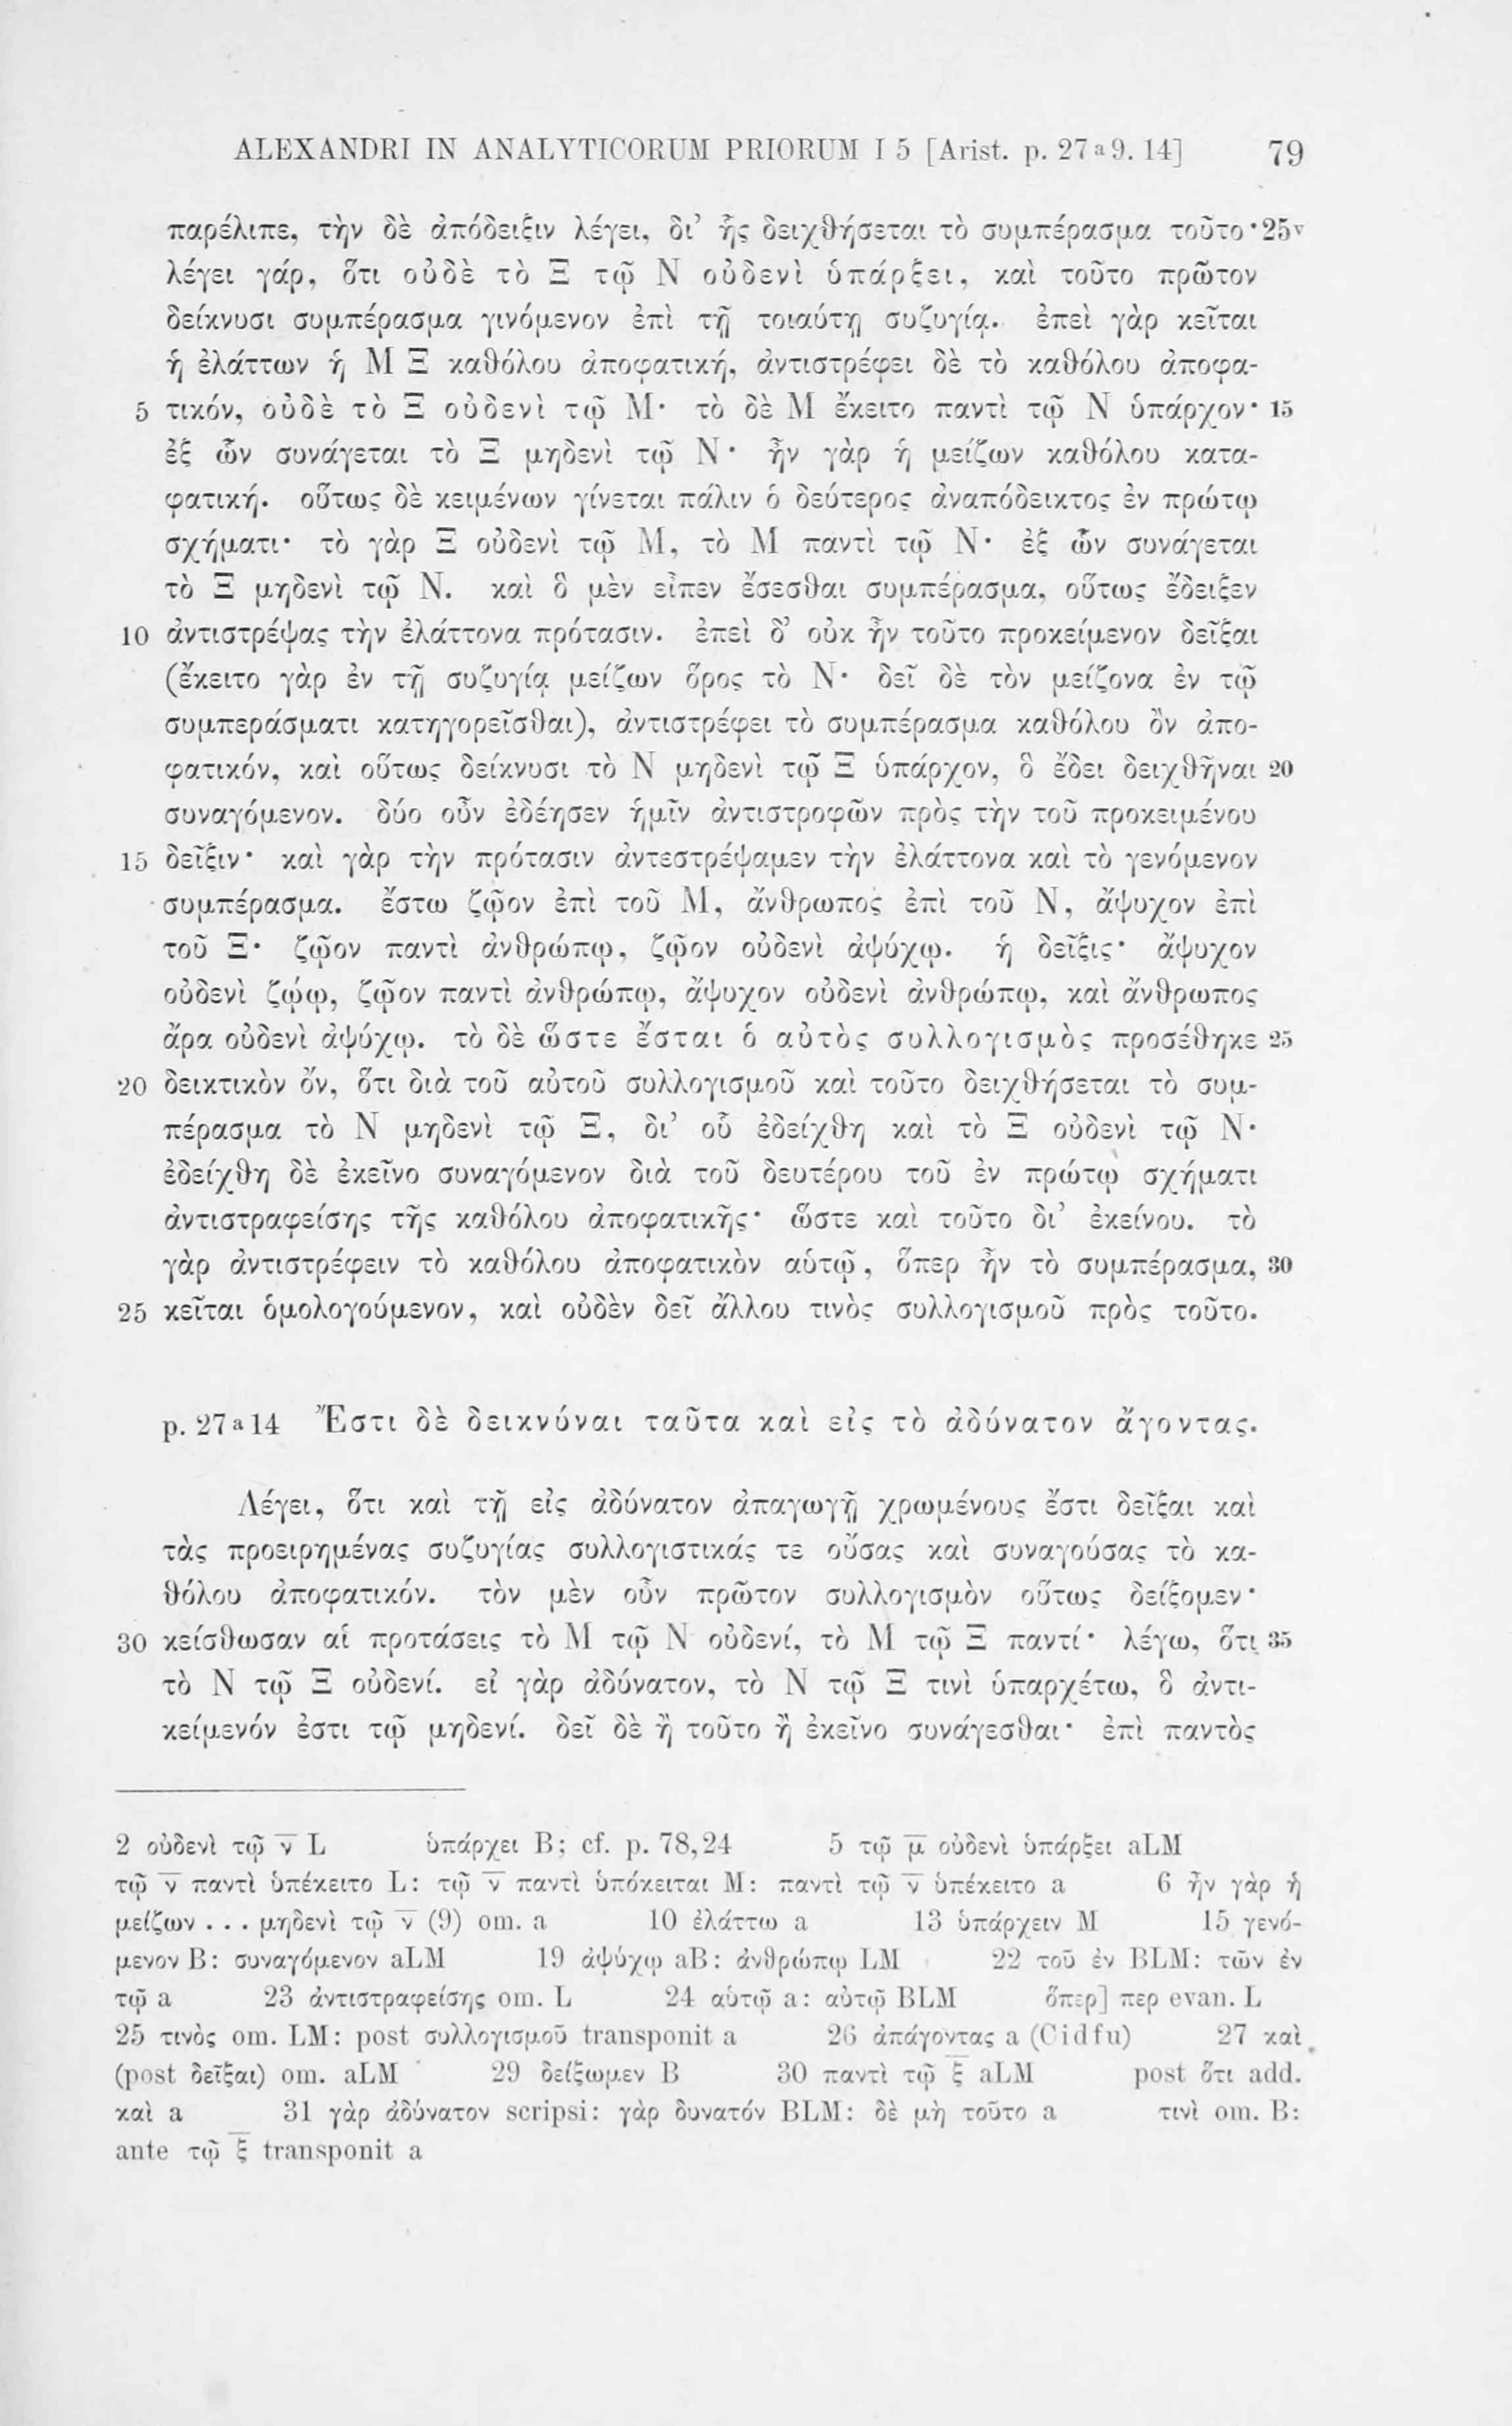 ALEXANDRI IN ANALYTICORUM PRIORUM I 5 [Arist. p. 27a9. 14] 79
παρέλιπε, τὴν δὲ ἀπόδειξιν λέγει, δι’ ἧς δειχθήσεται τὸ συμπέρασμα τοῦτο· 25v
λέγει γάρ, ὅτι οὐδὲ τὸ Ξ τῷ Ν οὐδενὶ ὑπάρξει, καὶ τοῦτο πρῶτον
δείκνυσι συμπέρασμα γινόμενον ἐπὶ τῇ τοιαύτῃ συζυγίᾳ. ἐπεὶ γὰρ κεῖται
ἡ ἐλάττων ἡ Μ Ξ καθόλου ἀποφατική, ἀντιστρέφει δὲ τὸ καθόλου ἀποφα-
5 τικόν, οὐδὲ τὸ Ξ οὐδενὶ τῷ Μ· τὸ δὲ Μ ἔκειτο παντὶ τῷ Ν ὑπάρχον· 15
ἐξ ὧν συνάγεται τὸ Ξ μηδενὶ τῷ Ν· ἦν γὰρ ἡ μείζων καθόλου κατα-
φατική. οὕτως δὲ κειμένων γίνεται πάλιν ὁ δεύτερος ἀναπόδεικτος ἐν πρώτῳ
σχήματι· τὸ γὰρ Ξ οὐδενὶ τῷ Μ, τὸ Μ παντὶ τῷ Ν· ἐξ ὧν συνάγεται
τὸ Ξ μηδενὶ τῷ Ν. καὶ ὃ μὲν εἶπεν ἔσεσθαι συμπέρασμα, οὕτως ἔδειξεν
10 ἀντιστρέψας τὴν ἐλάττονα πρότασιν. ἐπεὶ δ’ οὐκ ἦν τοῦτο προκείμενον δεῖξαι
(ἔκειτο γὰρ ἐν τῇ συζυγίᾳ μείζων ὅρος τὸ Ν· δεῖ δὲ τὸν μείζονα ἐν τῷ
συμπεράσματι κατηγορεῖσθαι), ἀντιστρέφει τὸ συμπέρασμα καθόλου ὂν ἀπο-
φατικόν, καὶ οὕτως δείκνυσι τὸ Ν μηδενὶ τῷ Ξ ὑπάρχον, ὃ ἔδει δειχθῆναι 20
συναγόμενον. δύο οὖν ἐδέησεν ἡμῖν ἀντιστροφῶν πρὸς τὴν τοῦ προκειμένου
15 δεῖξιν· καὶ γὰρ τὴν πρότασιν ἀντεστρέψαμεν τὴν ἐλάττονα καὶ τὸ γενόμενον
συμπέρασμα. ἔστω ζῷον ἐπὶ τοῦ Μ, ἄνθρωπος ἐπὶ τοῦ Ν, ἄψυχον ἐπὶ
τοῦ Ξ· ζῷον παντὶ ἀνθρώπῳ, ζῷον οὐδενὶ ἀψύχῳ. ἡ δεῖξις· ἄψυχον
οὐδενὶ ζῴῳ, ζῷον παντὶ ἀνθρώπῳ, ἄψυχον οὐδενὶ ἀνθρώπῳ, καὶ ἄνθρωπος
ἄρα οὐδενὶ ἀψύχῳ. τὸ δὲ ὥστε ἔσται ὁ αὐτὸς συλλογισμὸς προσέθηκε 25
20 δεικτικὸν ὄν, ὅτι διὰ τοῦ αὐτοῦ συλλογισμοῦ καὶ τοῦτο δειχθήσεται τὸ συμ-
πέρασμα τὸ Ν μηδενὶ τῷ Ξ, δι’ οὗ ἐδείχθη καὶ τὸ Ξ οὐδενὶ τῷ Ν·
ἐδείχθη δὲ ἐκεῖνο συναγόμενον διὰ τοῦ δευτέρου τοῦ ἐν πρώτῳ σχήματι
ἀντιστραφείσης τῆς καθόλου ἀποφατικῆς· ὥστε καὶ τοῦτο δι’ ἐκείνου. τὸ
γὰρ ἀντιστρέφειν τὸ καθόλου ἀποφατικὸν αὑτῷ, ὅπερ ἦν τὸ συμπέρασμα, 30
25 κεῖται ὁμολογούμενον, καὶ οὐδὲν δεῖ ἄλλου τινὸς συλλογισμοῦ πρὸς τοῦτο.
p. 27a14 Ἔστι δὲ δεικνύναι ταῦτα καὶ εἰς τὸ ἀδύνατον ἄγοντας.
Λέγει, ὅτι καὶ τῇ εἰς ἀδύνατον ἀπαγωγῇ χρωμένους ἔστι δεῖξαι καὶ
τὰς προειρημένας συζυγίας συλλογιστικάς τε οὔσας καὶ συναγούσας τὸ κα-
θόλου ἀποφατικόν. τὸν μὲν οὖν πρῶτον συλλογισμὸν οὕτως δείξομεν·
30 κείσθωσαν αἱ προτάσεις τὸ Μ τῷ Ν οὐδενί, τὸ Μ τῷ Ξ παντί· λέγω, ὅτι 35
τὸ Ν τῷ Ξ οὐδενί. εἰ γὰρ ἀδύνατον, τὸ Ν τῷ Ξ τινὶ ὑπαρχέτω, ὃ ἀντι-
κείμενόν ἐστι τῷ μηδενί. δεῖ δὲ ἢ τοῦτο ἢ ἐκεῖνο συνάγεσθαι· ἐπὶ παντὸς
2 οὐδενὶ τῷ ν̅ L ὑπάρχει B; cf. p. 78,24 5 τῷ μ̅ οὐδενὶ ὑπάρξει aLM
τῷ ν̅ παντὶ ὑπέκειτο L: τῷ ν̅ παντὶ ὑπόκειται M: παντὶ τῷ ν̅ ὑπέκειτο a 6 ἦν γὰρ ἡ
μείζων . . . μηδενὶ τῷ ν̅ (9) om. a 10 ἐλάττω a 13 ὑπάρχειν M 15 γενό-
μενον B: συναγόμενον aLM 19 ἀψύχῳ aB: ἀνθρώπῳ LM 22 τοῦ ἐν BLM: τῶν ἐν
τῷ a 23 ἀντιστραφείσης om. L 24 αὑτῷ a: αὐτῷ BLM ὅπερ] περ evan. L
25 τινὸς om. LM: post συλλογισμοῦ transponit a 26 ἀπάγοντας a (Cidfu) 27 καὶ
(post δεῖξαι) om. aLM 29 δείξωμεν B 30 παντὶ τῷ ξ̅ aLM post ὅτι add.
καὶ a 31 γὰρ ἀδύνατον scripsi: γὰρ δυνατόν BLM: δὲ μὴ τοῦτο a τινὶ om. B:
ante τῷ ξ̅ transponit a